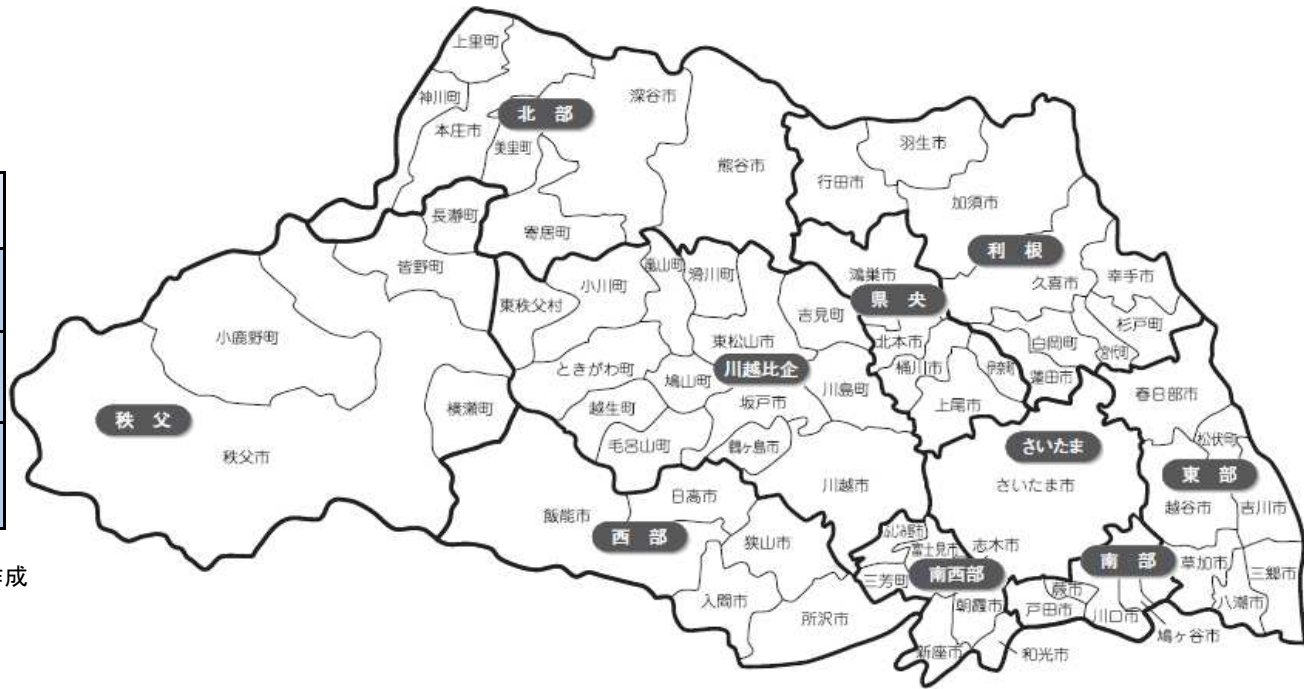 上里町
神川町
本庄市
北 部
美里町
深谷市
熊谷市
寄居町
長瀞町
皆野町
小鹿野町
秩 父
秩父市
横瀬町
東秩父村
小川町
嵐山町
滑川町
吉見町
東松山市
ときがわ町
鳩山町
川越比企
川島町
越生町
坂戸市
毛呂山町
鶴ヶ島市
川越市
羽生市
行田市
加須市
利 根
久喜市
幸手市
杉戸町
白岡町
宮代町
蓮田市
鴻巣市
県 央
北本市
桶川市
伊奈町
上尾市
さいたま
さいたま市
春日部市
松伏町
東 部
越谷市
吉川市
草加市
三郷市
八潮市
日高市
飯能市
西 部
狭山市
入間市
所沢市
ふじみ野市
富士見市
志木市
三芳町
南西部
朝霞市
新座市
和光市
南 部
蕨市
戸田市
川口市
鳩ヶ谷市
成